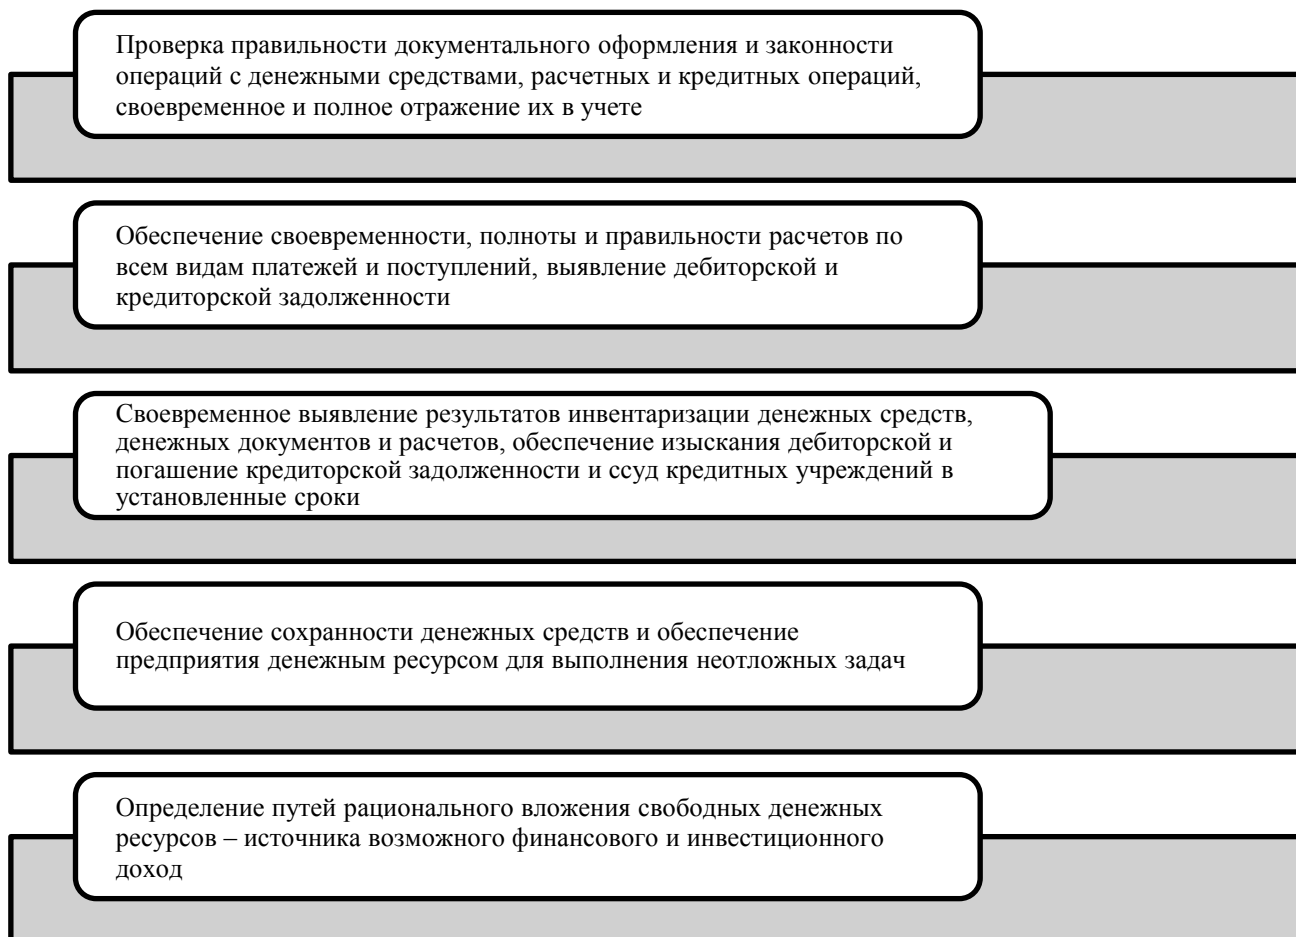 Проверка правильности документального оформления и законности
операций с денежными средствами, расчетных и кредитных операций,
своевременное и полное отражение их в учете
Обеспечение своевременности, полноты и правильности расчетов по
всем видам платежей и поступлений, выявление дебиторской и
кредиторской задолженности
Своевременное выявление результатов инвентаризации денежных средств,
денежных документов и расчетов, обеспечение изыскания дебиторской и
погашение кредиторской задолженности и ссуд кредитных учреждений в
установленные сроки
Обеспечение сохранности денежных средств и обеспечение
предприятия денежным ресурсом для выполнения неотложных задач
Определение путей рационального вложения свободных денежных
ресурсов – источника возможного финансового и инвестиционного
доход